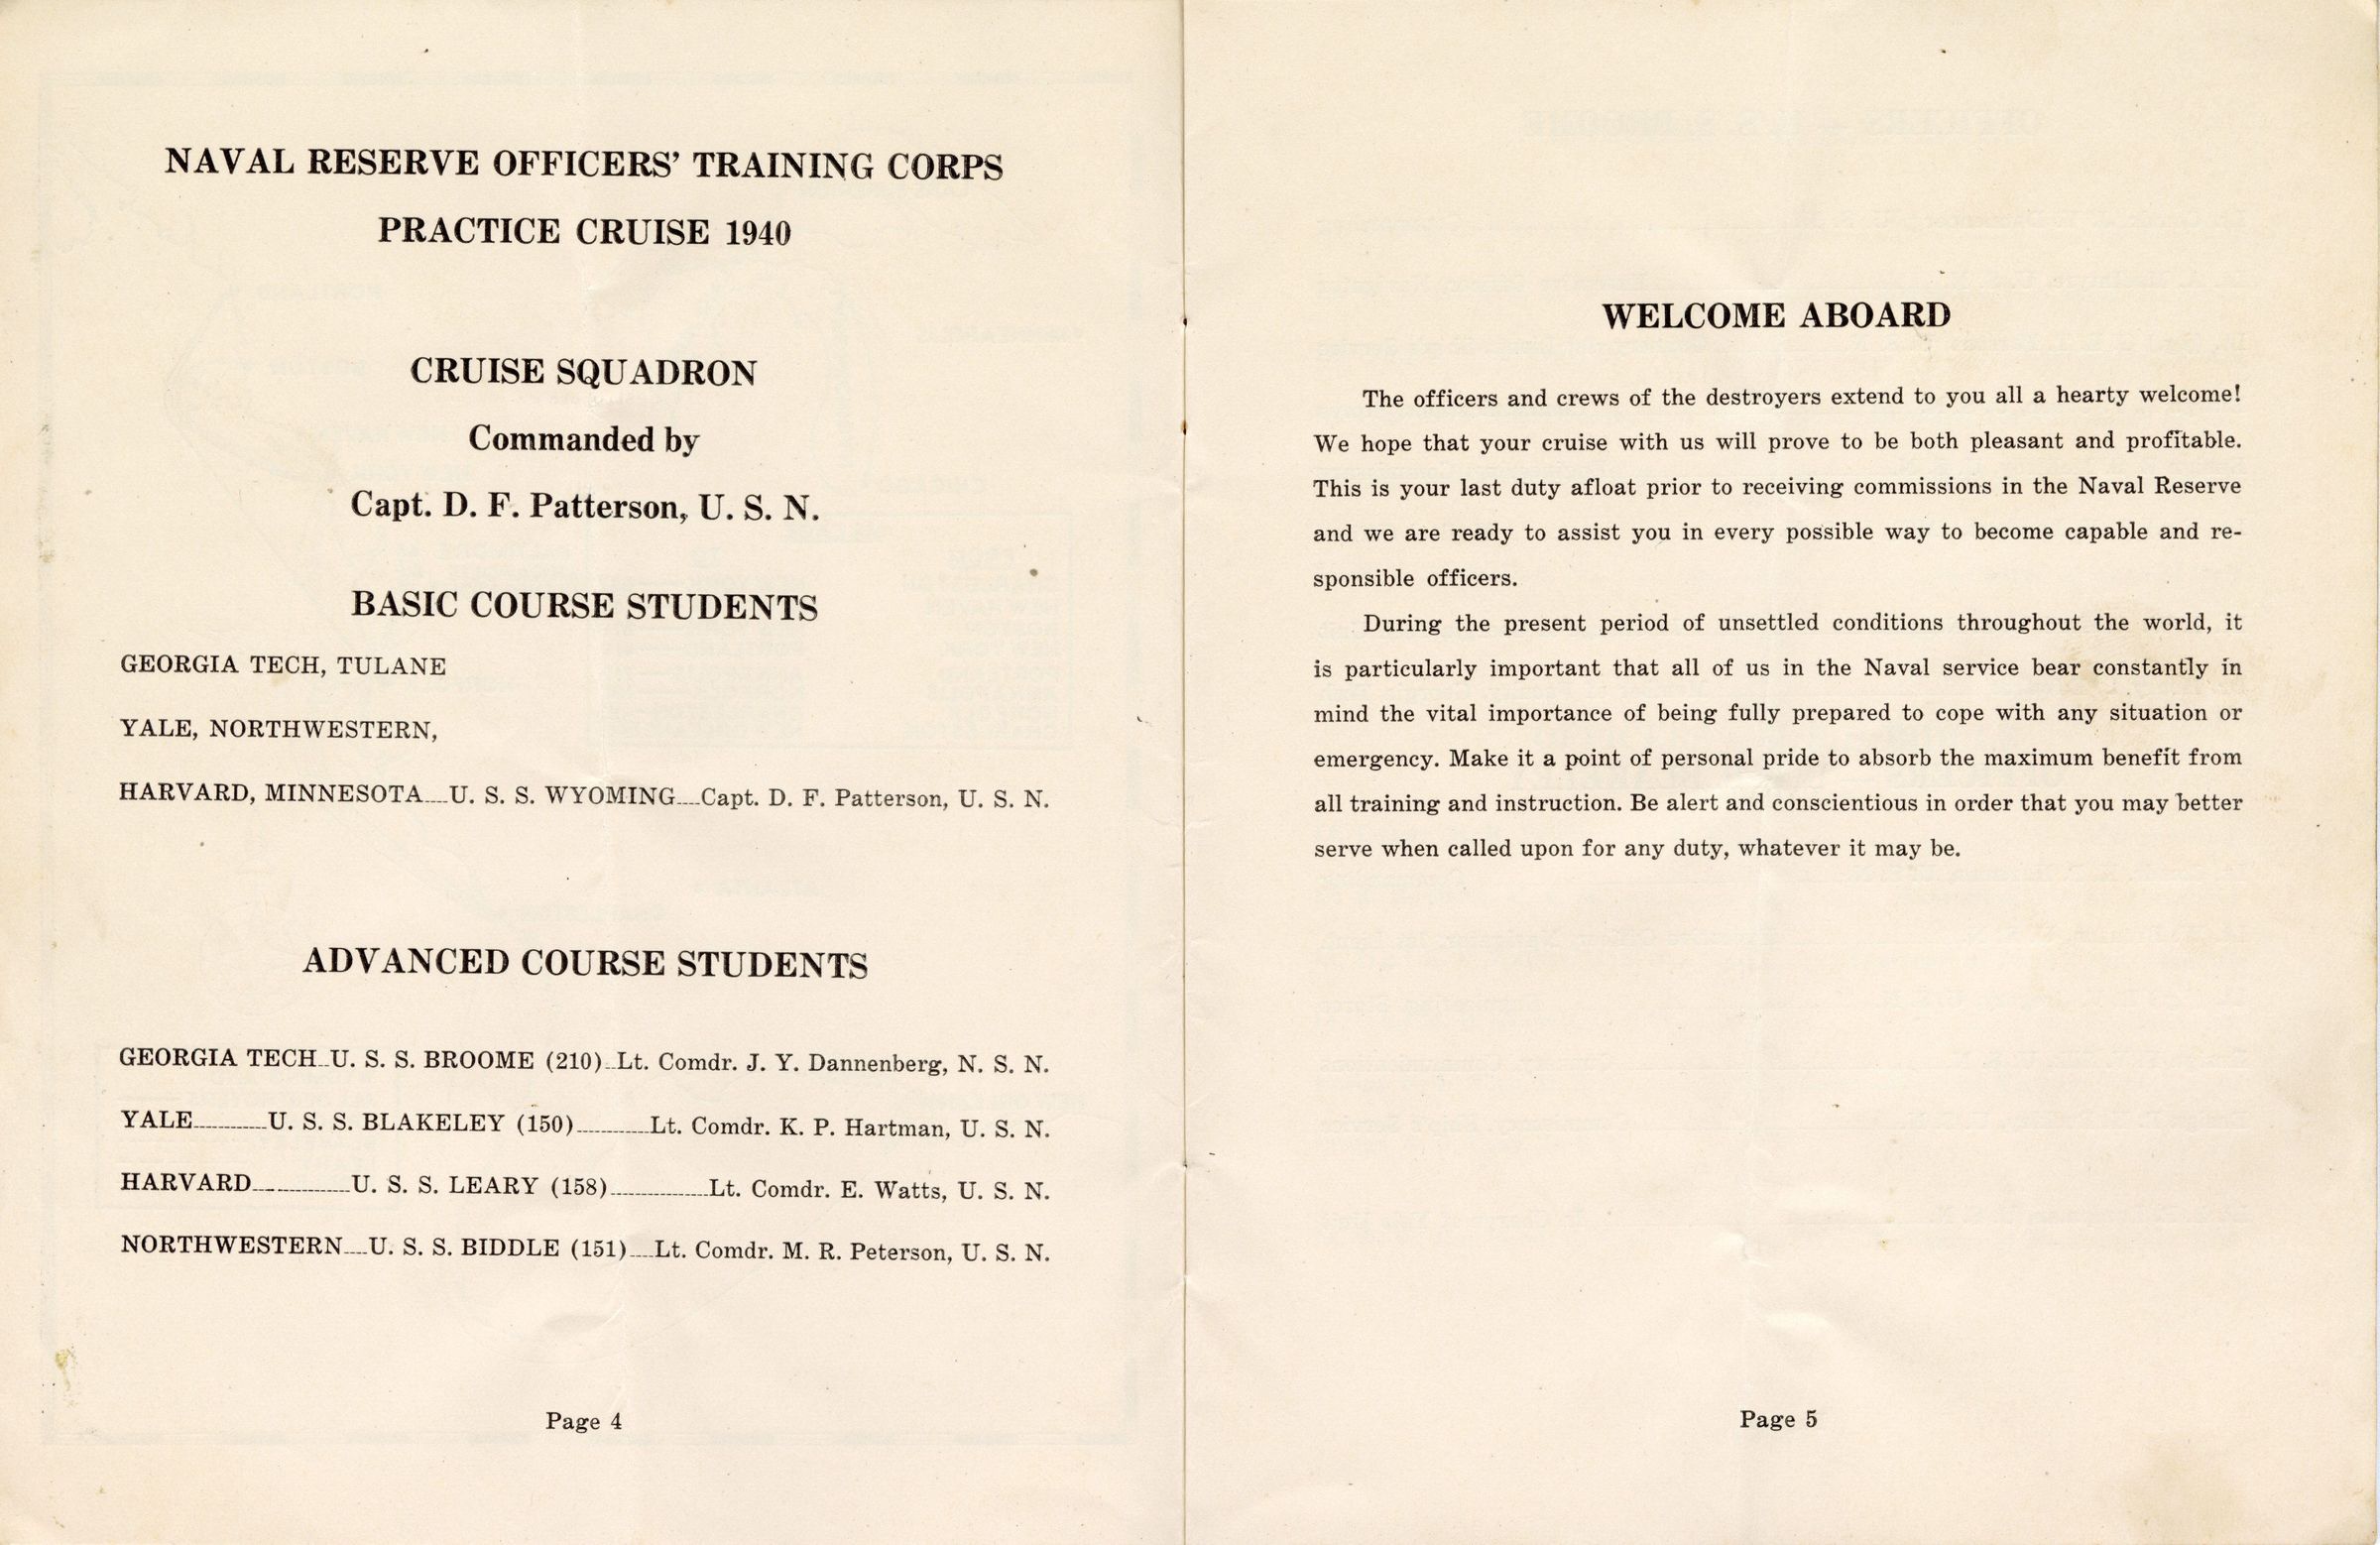 NAVAL RESERVE OFFICERS’ TRAINING CORPS
PRACTICE CRUISE 1940
CRUISE SQUADRON
Commanded by
Capt. D. F. Patterson, U. S. N.
BASIC COURSE STUDENTS
GEORGIA TECH, TULANE
YALE, NORTHWESTERN,
HARVARD, MINNESOTA....U. S. S. WYOMING....Capt. D. F. Patterson, U. S. N.
ADVANCED COURSE STUDENTS
GEORGIA TECH..U. S. S. BROOME (210)..Lt. Comdr. J. Y. Dannenberg, N. S. N.
YALE............U. S. S. BLAKELEY (150)............Lt. Comdr. K. P. Hartman, U. S. N.
HARVARD................U. S. S. LEARY (158)................Lt. Comdr. E. Watts, U. S. N.
NORTHWESTERN....U. S. S. BIDDLE (151)....Lt. Comdr. M. R. Peterson, U. S. N.
Page 4
WELCOME ABOARD
The officers and crews of the destroyers extend to you all a hearty welcome!
We hope that your cruise with us will prove to be both pleasant and profitable.
This is your last duty afloat prior to receiving commissions in the Naval Reserve
and we are ready to assist you in every possible way to become capable and re-
sponsible officers.
During the present period of unsettled conditions throughout the world, it
is particularly important that all of us in the Naval service bear constantly in
mind the vital importance of being fully prepared to cope with any situation or
emergency. Make it a point of personal pride to absorb the maximum benefit from
all training and instruction. Be alert and conscientious in order that you may better
serve when called upon for any duty, whatever it may be.
Page 5